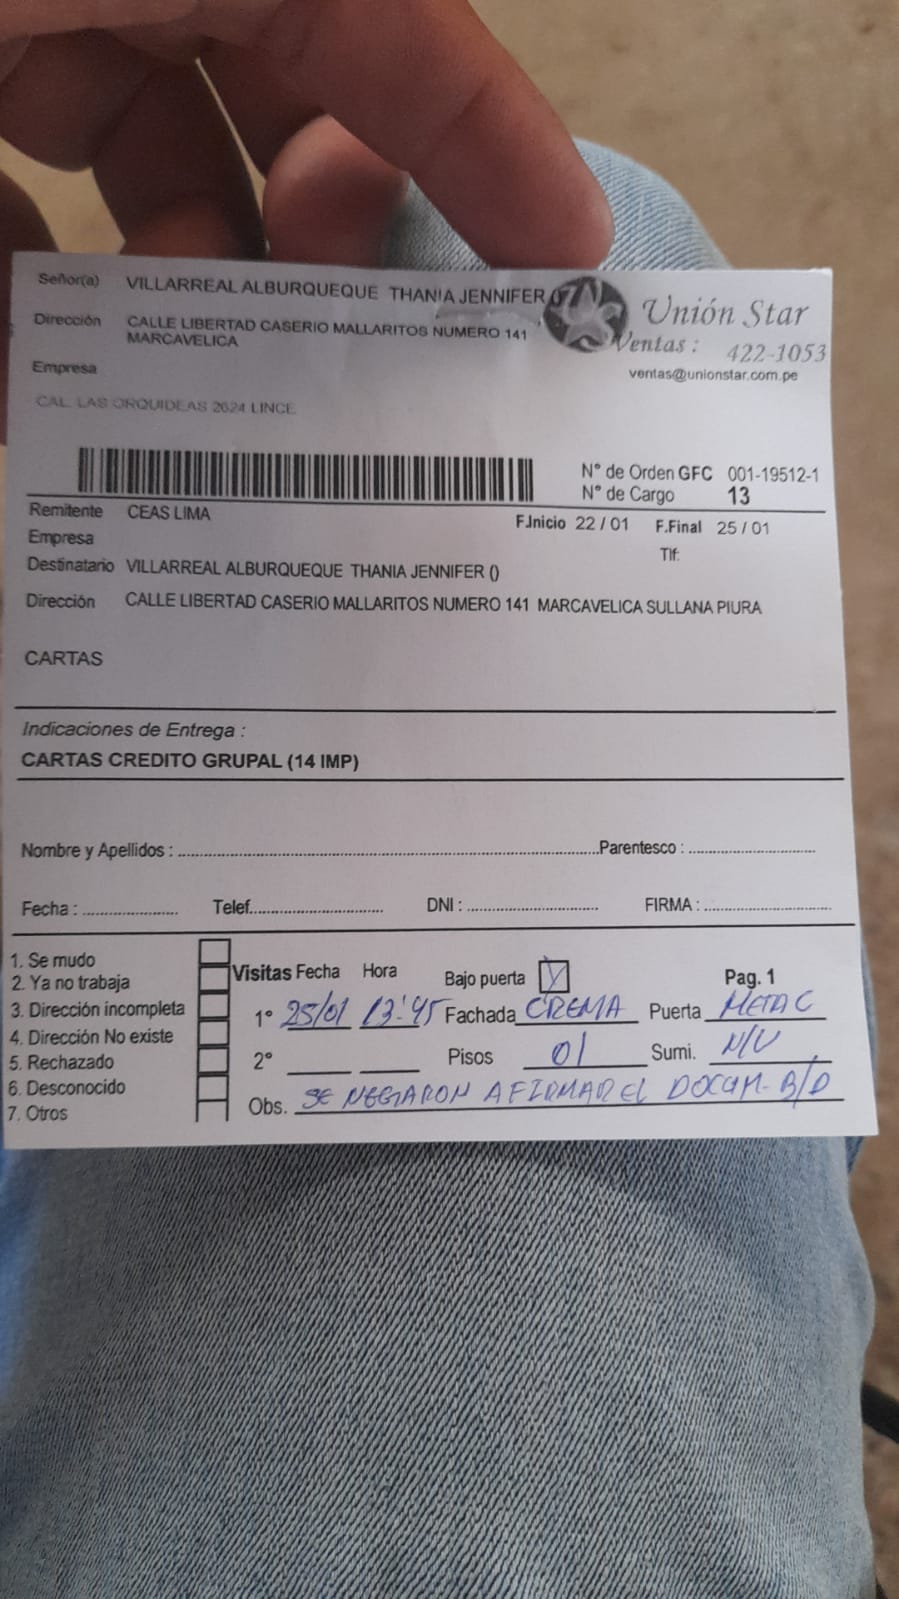 Señor(a) VILLARREAL ALBURQUEQUE THANIA JENNIFER
Unión Star
Dirección CALLE LIBERTAD CASERIO MALLARITOS NUMERO 141
MARCAVELICA
Ventas : 422-1053
Empresa
ventas@unionstar.com.pe
CAL. LAS ORQUIDEAS 2624 LINCE
N° de Orden GFC 001-19512-1
N° de Cargo 13
Remitente CEAS LIMA
F.Inicio 22 / 01 F.Final 25 / 01
Empresa
Tlf:
Destinatario VILLARREAL ALBURQUEQUE THANIA JENNIFER ()
Dirección CALLE LIBERTAD CASERIO MALLARITOS NUMERO 141 MARCAVELICA SULLANA PIURA
CARTAS
Indicaciones de Entrega :
CARTAS CREDITO GRUPAL (14 IMP)
Nombre y Apellidos : Parentesco :
Fecha : Telef. DNI : FIRMA :
1. Se mudo
2. Ya no trabaja
3. Dirección incompleta
4. Dirección No existe
5. Rechazado
6. Desconocido
7. Otros
Visitas Fecha Hora Bajo puerta Pag. 1
1° 25/01 13:45 Fachada CREMA Puerta METAC
2° Pisos 01 Sumi. N/V
Obs. SE NEGARON A FIRMAR EL DOCUM- B/D